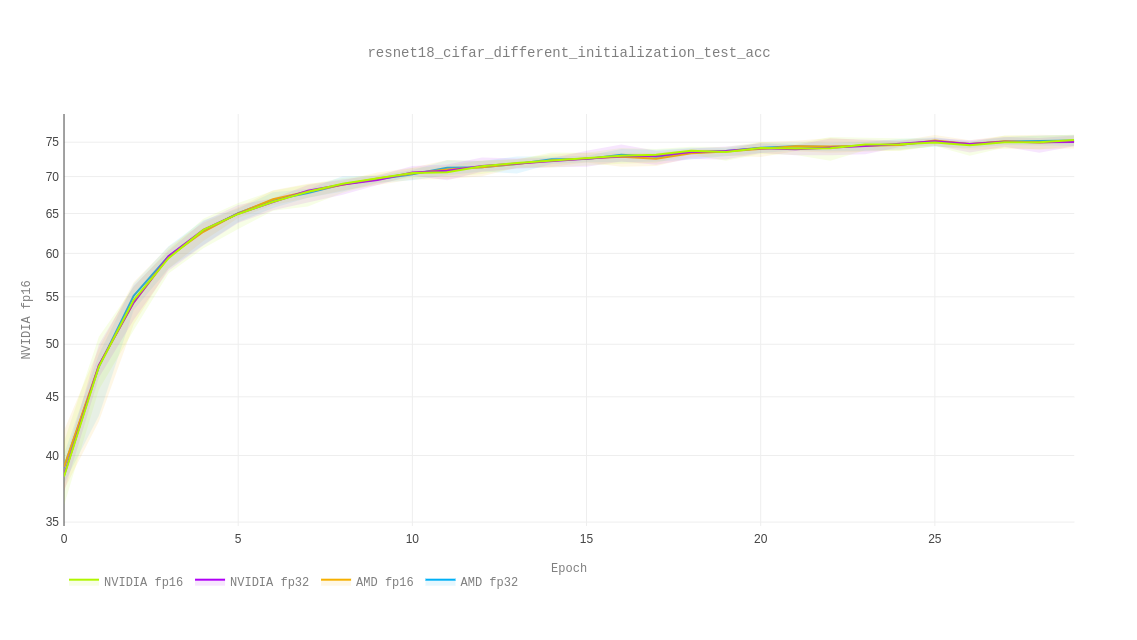 resnet18_cifar_different_initialization_test_acc
75
70
65
60
55
50
45
40
35
NVIDIA fp16
0 5 10 15 20 25
Epoch
NVIDIA fp16 NVIDIA fp32 AMD fp16 AMD fp32